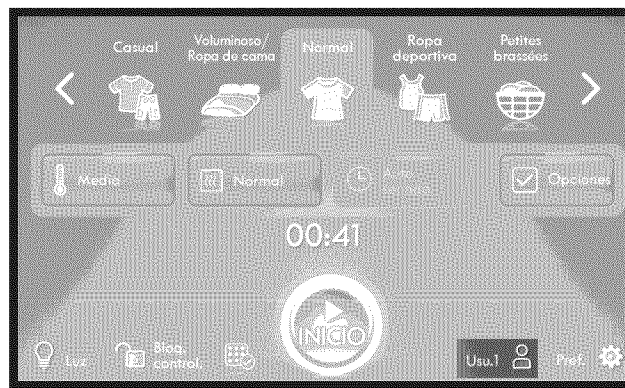 Casual
Voluminoso/
Ropa de cama
Normal
Ropa
deportiva
Petites
brassées
Medio
Normal
Opciones
00:41
INICIO
Luz
Bloq.
control.
Usu.1
Pref.